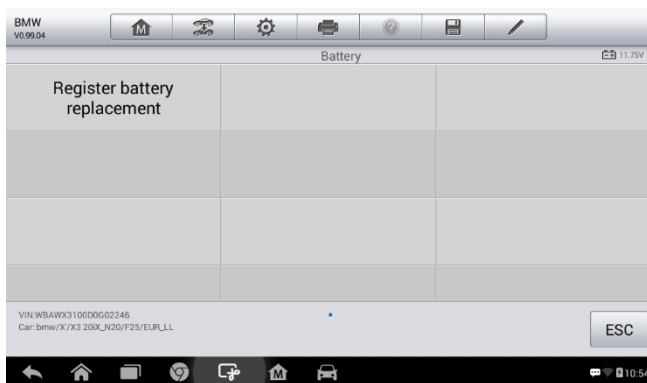 BMW
V0.99.04
Battery
11.75V
Register battery
replacement
VIN:WBAWX3100D0G02246
Car: bmw/X'/X3 20iX_N20/F25/EUR_LL
ESC
10:54